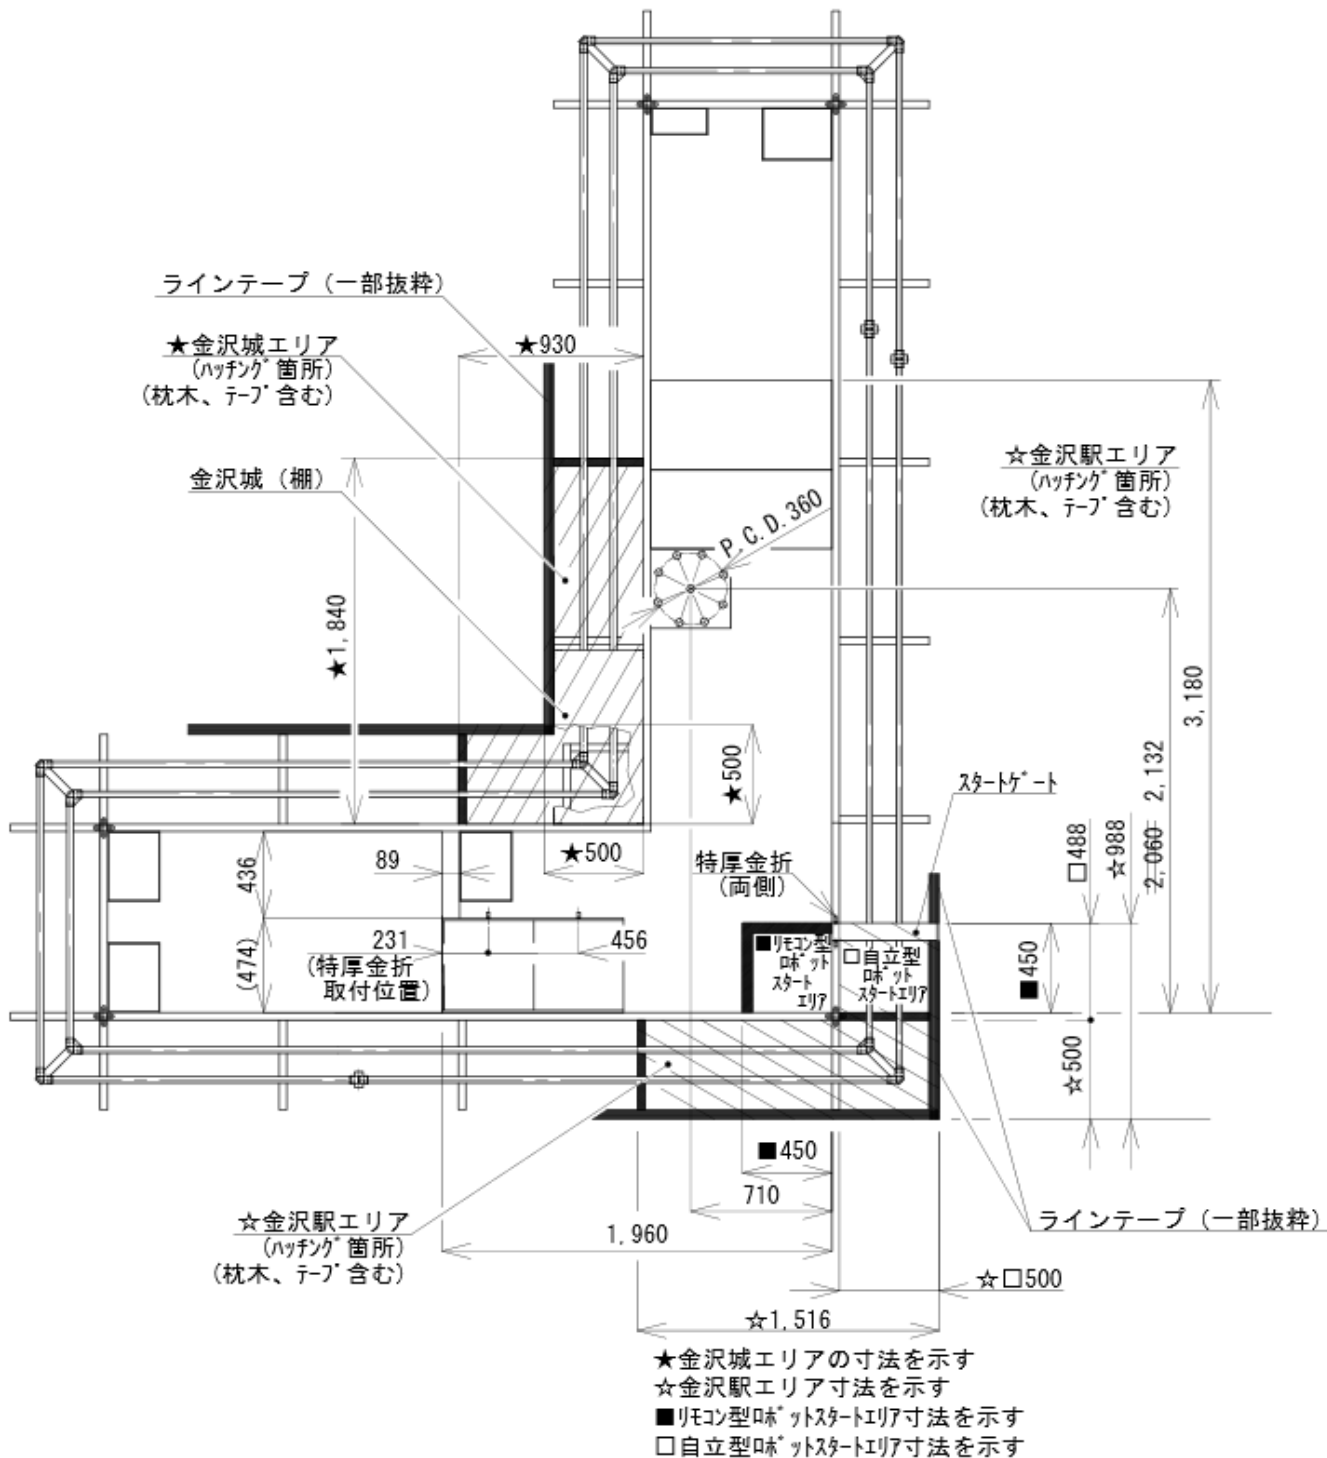 ラインテープ（一部抜粋）
★金沢城エリア
(ハッチング箇所)
(枕木、テープ含む)
★930
金沢城（棚）
☆金沢駅エリア
(ハッチング箇所)
(枕木、テープ含む)
P.C.D.360
★1,840
3,180
★500
2,132
2,060
スタートゲート
□488
☆988
436
89
★500
特厚金折
(両側)
(474)
231
456
(特厚金折
取付位置)
■リモコン型
ロボット
スタート
エリア
□自立型
ロボット
スタートエリア
■450
☆500
■450
710
1,960
☆金沢駅エリア
(ハッチング箇所)
(枕木、テープ含む)
ラインテープ（一部抜粋）
☆□500
☆1,516
★金沢城エリアの寸法を示す
☆金沢駅エリア寸法を示す
■リモコン型ロボットスタートエリア寸法を示す
□自立型ロボットスタートエリア寸法を示す